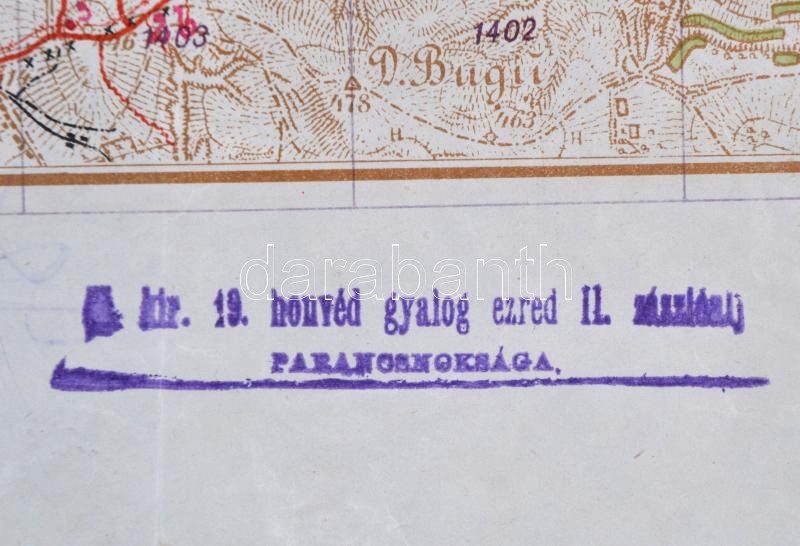 1403 1402
D. Bugii
178 163
H H H
darabanth
kir. 19. honvéd gyalog ezred II. zászlóalj
PARANCSNOKSÁGA.